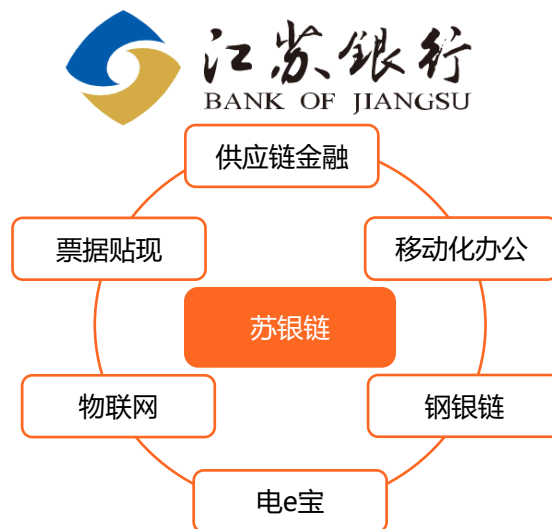 江苏银行
BANK OF JIANGSU
供应链金融
票据贴现
移动化办公
苏银链
物联网
钢银链
电e宝